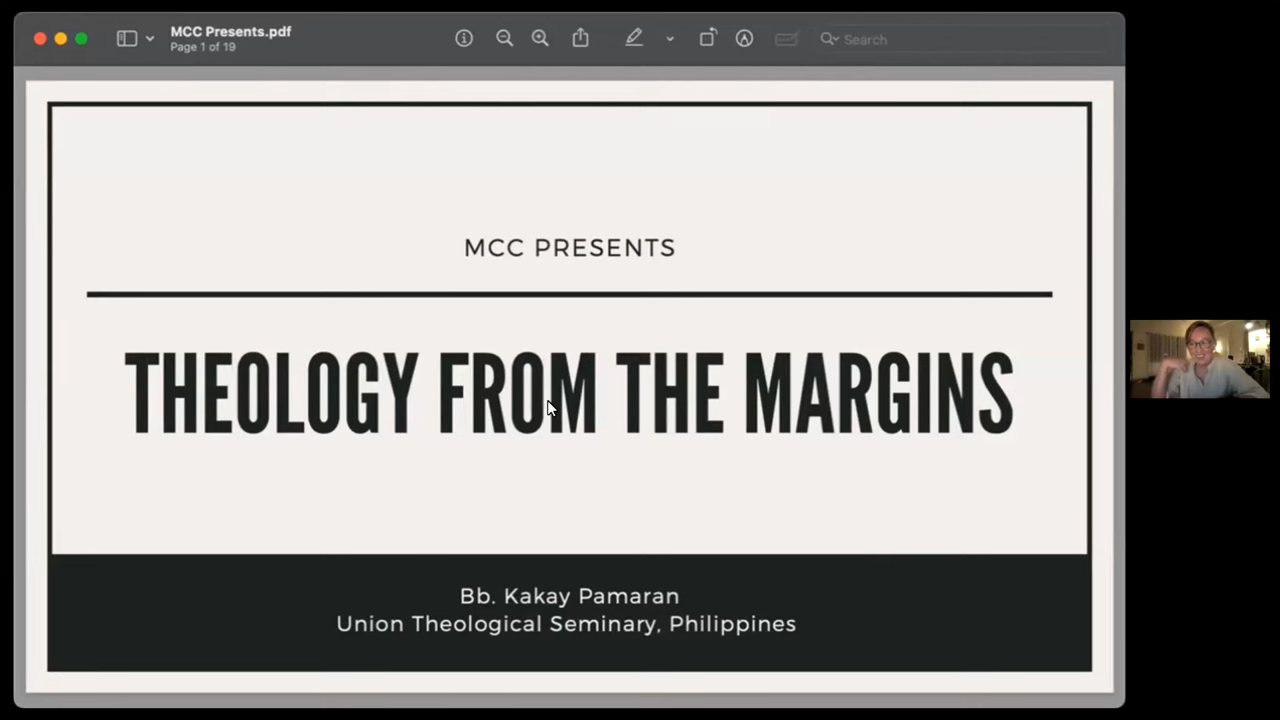 MCC Presents.pdf
Page 1 of 19
Search
MCC PRESENTS
THEOLOGY FROM THE MARGINS
Bb. Kakay Pamaran
Union Theological Seminary, Philippines